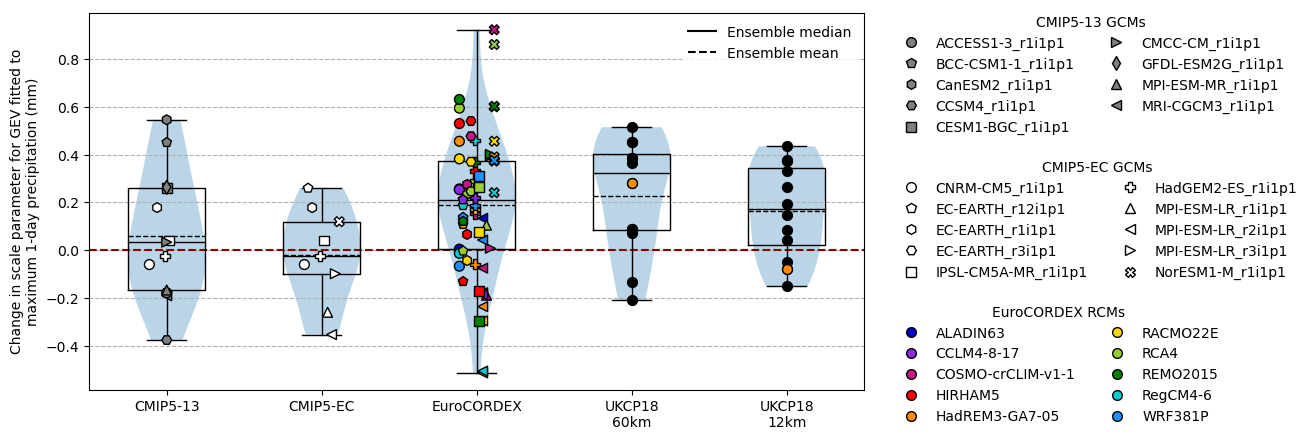 Change in scale parameter for GEV fitted to
maximum 1-day precipitation (mm)
0.8
0.6
0.4
0.2
0.0
−0.2
−0.4
Ensemble median
Ensemble mean
CMIP5-13
CMIP5-EC
EuroCORDEX
UKCP18
60km
UKCP18
12km
CMIP5-13 GCMs
ACCESS1-3_r1i1p1
BCC-CSM1-1_r1i1p1
CanESM2_r1i1p1
CCSM4_r1i1p1
CESM1-BGC_r1i1p1
CMCC-CM_r1i1p1
GFDL-ESM2G_r1i1p1
MPI-ESM-MR_r1i1p1
MRI-CGCM3_r1i1p1
CMIP5-EC GCMs
CNRM-CM5_r1i1p1
EC-EARTH_r12i1p1
EC-EARTH_r1i1p1
EC-EARTH_r3i1p1
IPSL-CM5A-MR_r1i1p1
HadGEM2-ES_r1i1p1
MPI-ESM-LR_r1i1p1
MPI-ESM-LR_r2i1p1
MPI-ESM-LR_r3i1p1
NorESM1-M_r1i1p1
EuroCORDEX RCMs
ALADIN63
CCLM4-8-17
COSMO-crCLIM-v1-1
HIRHAM5
HadREM3-GA7-05
RACMO22E
RCA4
REMO2015
RegCM4-6
WRF381P